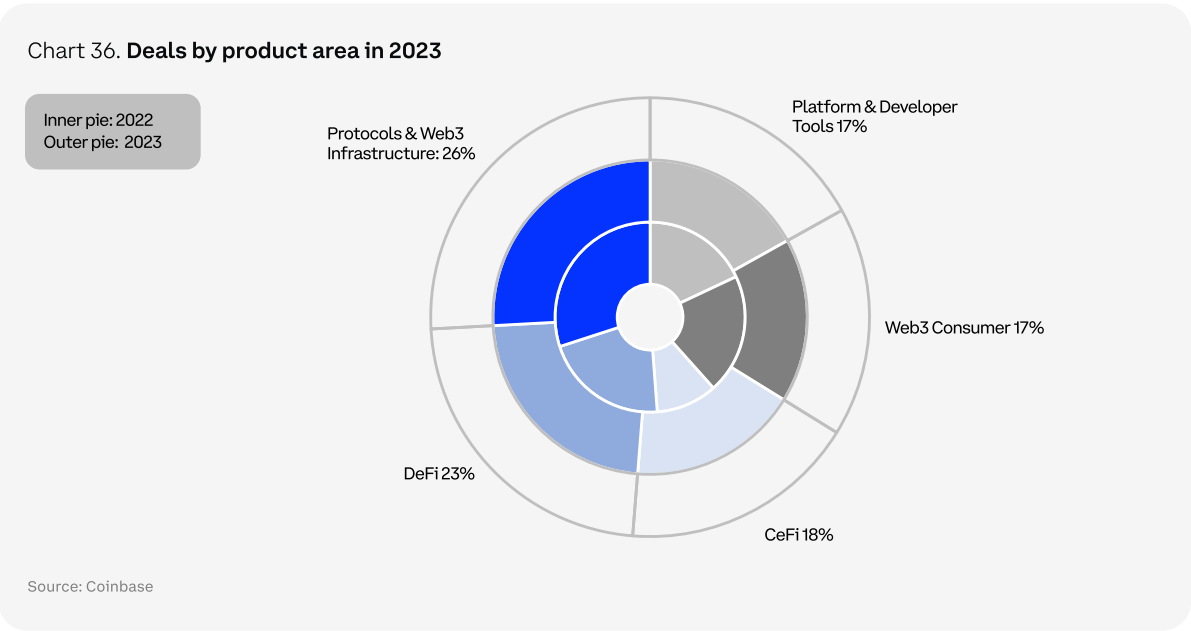 Chart 36. Deals by product area in 2023
Inner pie: 2022
Outer pie: 2023
Platform & Developer
Tools 17%
Protocols & Web3
Infrastructure: 26%
Web3 Consumer 17%
DeFi 23%
CeFi 18%
Source: Coinbase